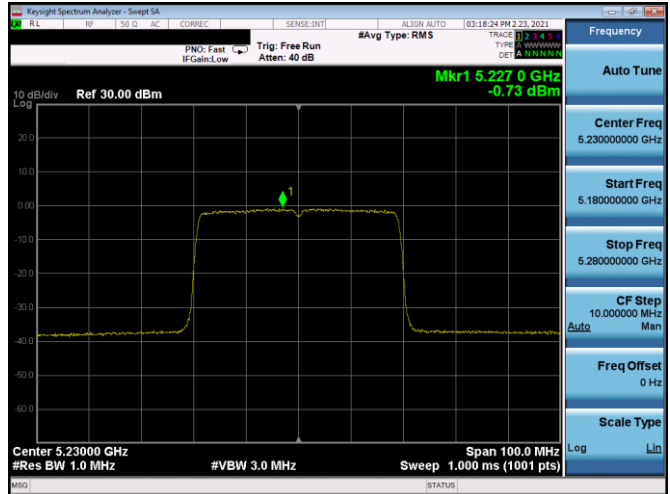 Keysight Spectrum Analyzer - Swept SA
RL RF 50 Ω AC CORREC SENSE:INT ALIGN AUTO 03:18:24 PM 2 23, 2021
#Avg Type: RMS TRACE 1 2 3 4 5 6
PNO: Fast Trig: Free Run TYPE A WWWWW
IFGain:Low Atten: 40 dB DET A NNNNN
Mkr1 5.227 0 GHz
10 dB/div Ref 30.00 dBm -0.73 dBm
Log
20.0
10.0
1
0.00
-10.0
-20.0
-30.0
-40.0
-50.0
-60.0
Center 5.23000 GHz Span 100.0 MHz
#Res BW 1.0 MHz #VBW 3.0 MHz Sweep 1.000 ms (1001 pts)
MSG STATUS
Frequency
Auto Tune
Center Freq
5.230000000 GHz
Start Freq
5.180000000 GHz
Stop Freq
5.280000000 GHz
CF Step
10.000000 MHz
Auto Man
Freq Offset
0 Hz
Scale Type
Log Lin